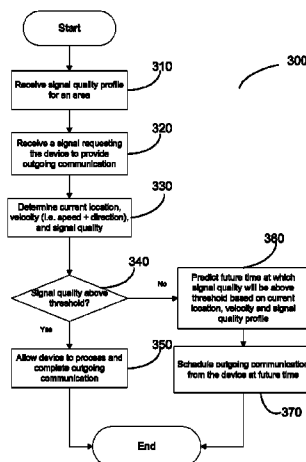 Start
300
310
Receive signal quality profile
for an area
320
Receive a signal requesting
the device to provide
outgoing communication
330
Determine current location,
velocity (i.e. speed + direction),
and signal quality
340
Signal quality above
threshold?
No
Yes
360
Predict future time at which
signal quality will be above
threshold based on current
location, velocity and signal
quality profile
350
Allow device to process and
complete outgoing
communication
Schedule outgoing communication
from the device at future time
370
End